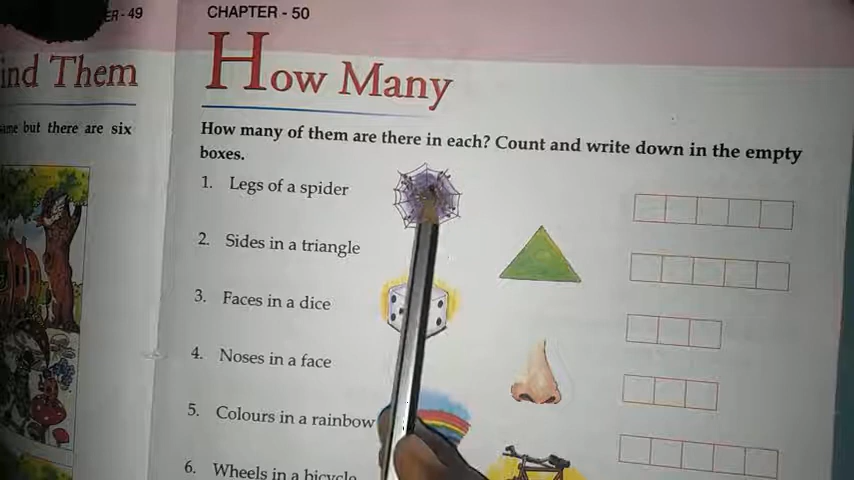 ER - 49
ind Them
ame but there are six
CHAPTER - 50
How Many
How many of them are there in each? Count and write down in the empty
boxes.
1. Legs of a spider
2. Sides in a triangle
3. Faces in a dice
4. Noses in a face
5. Colours in a rainbow
6. Wheels in a bicycle